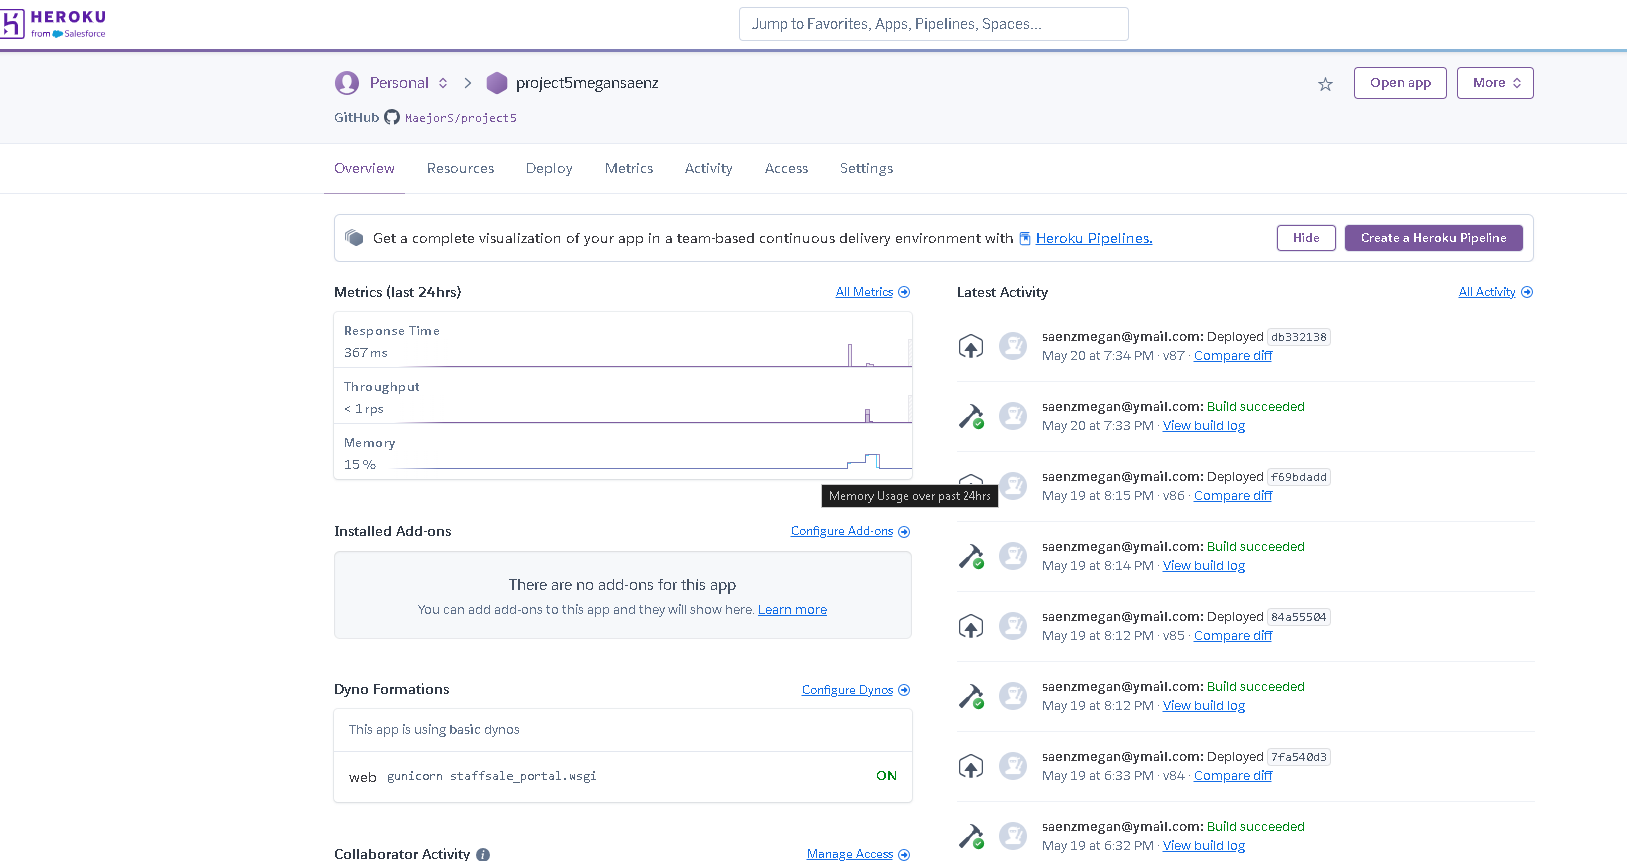 HEROKU
from Salesforce
Jump to Favorites, Apps, Pipelines, Spaces...
Personal
project5megansaenz
Open app
More
GitHub MaejorS/project5
Overview
Resources
Deploy
Metrics
Activity
Access
Settings
Get a complete visualization of your app in a team-based continuous delivery environment with Heroku Pipelines.
Hide
Create a Heroku Pipeline
Metrics (last 24hrs)
All Metrics
Response Time
367 ms
Throughput
< 1 rps
Memory
15 %
Memory Usage over past 24hrs
Installed Add-ons
Configure Add-ons
There are no add-ons for this app
You can add add-ons to this app and they will show here. Learn more
Dyno Formations
Configure Dynos
This app is using basic dynos
web gunicorn staffsale_portal.wsgi
ON
Collaborator Activity
Manage Access
Latest Activity
All Activity
saenzmegan@ymail.com: Deployed db332138
May 20 at 7:34 PM · v87 · Compare diff
saenzmegan@ymail.com: Build succeeded
May 20 at 7:33 PM · View build log
saenzmegan@ymail.com: Deployed f69bdadd
May 19 at 8:15 PM · v86 · Compare diff
saenzmegan@ymail.com: Build succeeded
May 19 at 8:14 PM · View build log
saenzmegan@ymail.com: Deployed 84a55504
May 19 at 8:12 PM · v85 · Compare diff
saenzmegan@ymail.com: Build succeeded
May 19 at 8:12 PM · View build log
saenzmegan@ymail.com: Deployed 7fa540d3
May 19 at 6:33 PM · v84 · Compare diff
saenzmegan@ymail.com: Build succeeded
May 19 at 6:32 PM · View build log